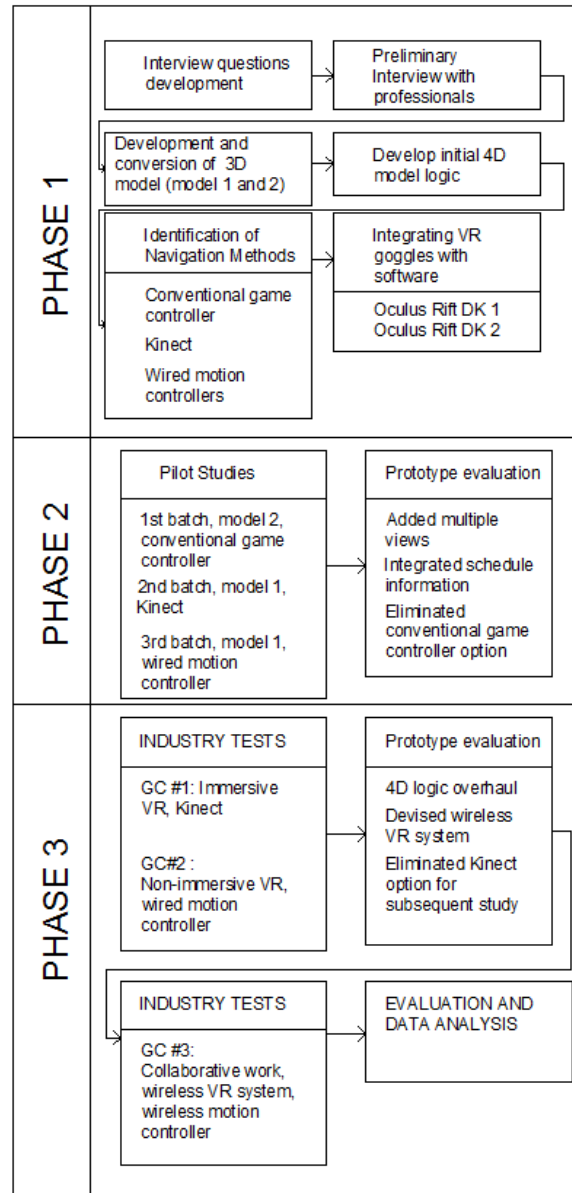 PHASE 1
Interview questions
development
Preliminary
Interview with
professionals
Development and
conversion of 3D
model (model 1 and 2)
Develop initial 4D
model logic
Identification of
Navigation Methods
Conventional game
controller
Kinect
Wired motion
controllers
Integrating VR
goggles with
software
Oculus Rift DK 1
Oculus Rift DK 2
PHASE 2
Pilot Studies
1st batch, model 2,
conventional game
controller
2nd batch, model 1,
Kinect
3rd batch, model 1,
wired motion
controller
Prototype evaluation
Added multiple
views
Integrated schedule
information
Eliminated
conventional game
controller option
PHASE 3
INDUSTRY TESTS
GC #1: Immersive
VR, Kinect
GC#2 :
Non-immersive VR,
wired motion
controller
Prototype evaluation
4D logic overhaul
Devised wireless
VR system
Eliminated Kinect
option for
subsequent study
INDUSTRY TESTS
GC #3:
Collaborative work,
wireless VR system,
wireless motion
controller
EVALUATION AND
DATA ANALYSIS